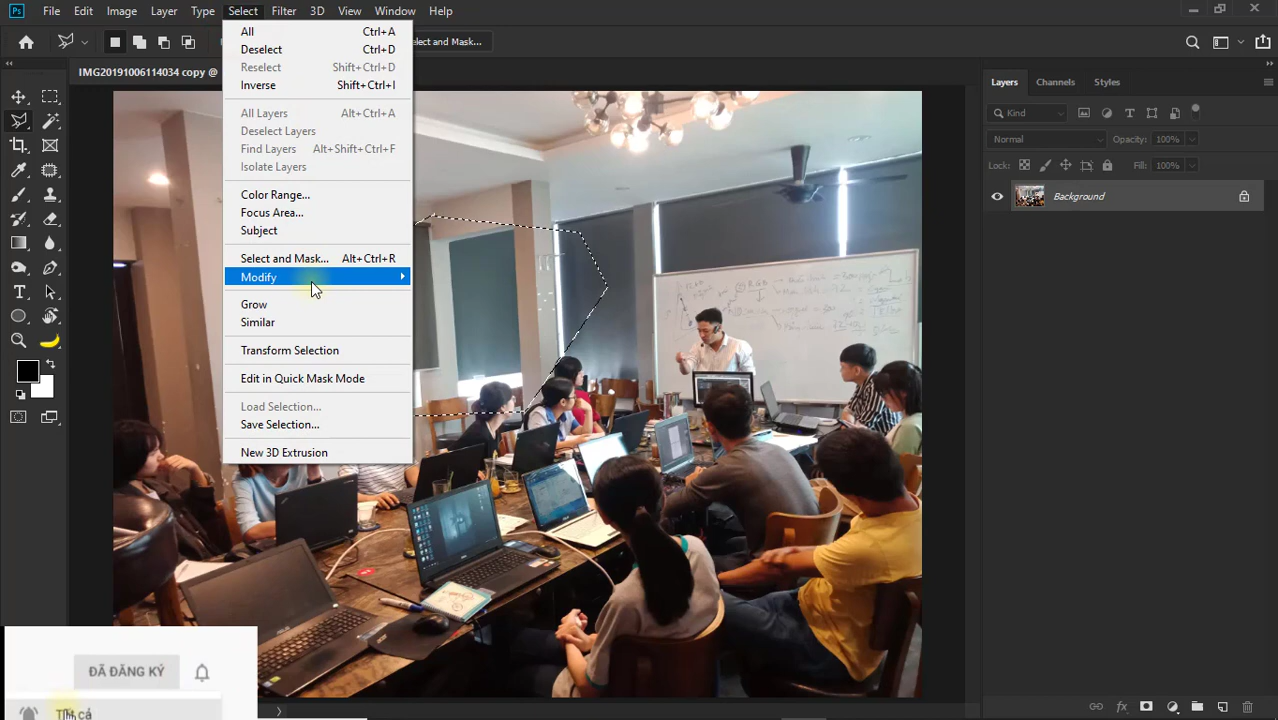 Ps File Edit Image Layer Type Select Filter 3D View Window Help
elect and Mask...
IMG20191006114034 copy @
All Ctrl+A
Deselect Ctrl+D
Reselect Shift+Ctrl+D
Inverse Shift+Ctrl+I
All Layers Alt+Ctrl+A
Deselect Layers
Find Layers Alt+Shift+Ctrl+F
Isolate Layers
Color Range...
Focus Area...
Subject
Select and Mask... Alt+Ctrl+R
Modify
Grow
Similar
Transform Selection
Edit in Quick Mask Mode
Load Selection...
Save Selection...
New 3D Extrusion
Layers Channels Styles
Kind
Normal Opacity: 100%
Lock: Fill: 100%
Background
ĐÃ ĐĂNG KÝ
cả